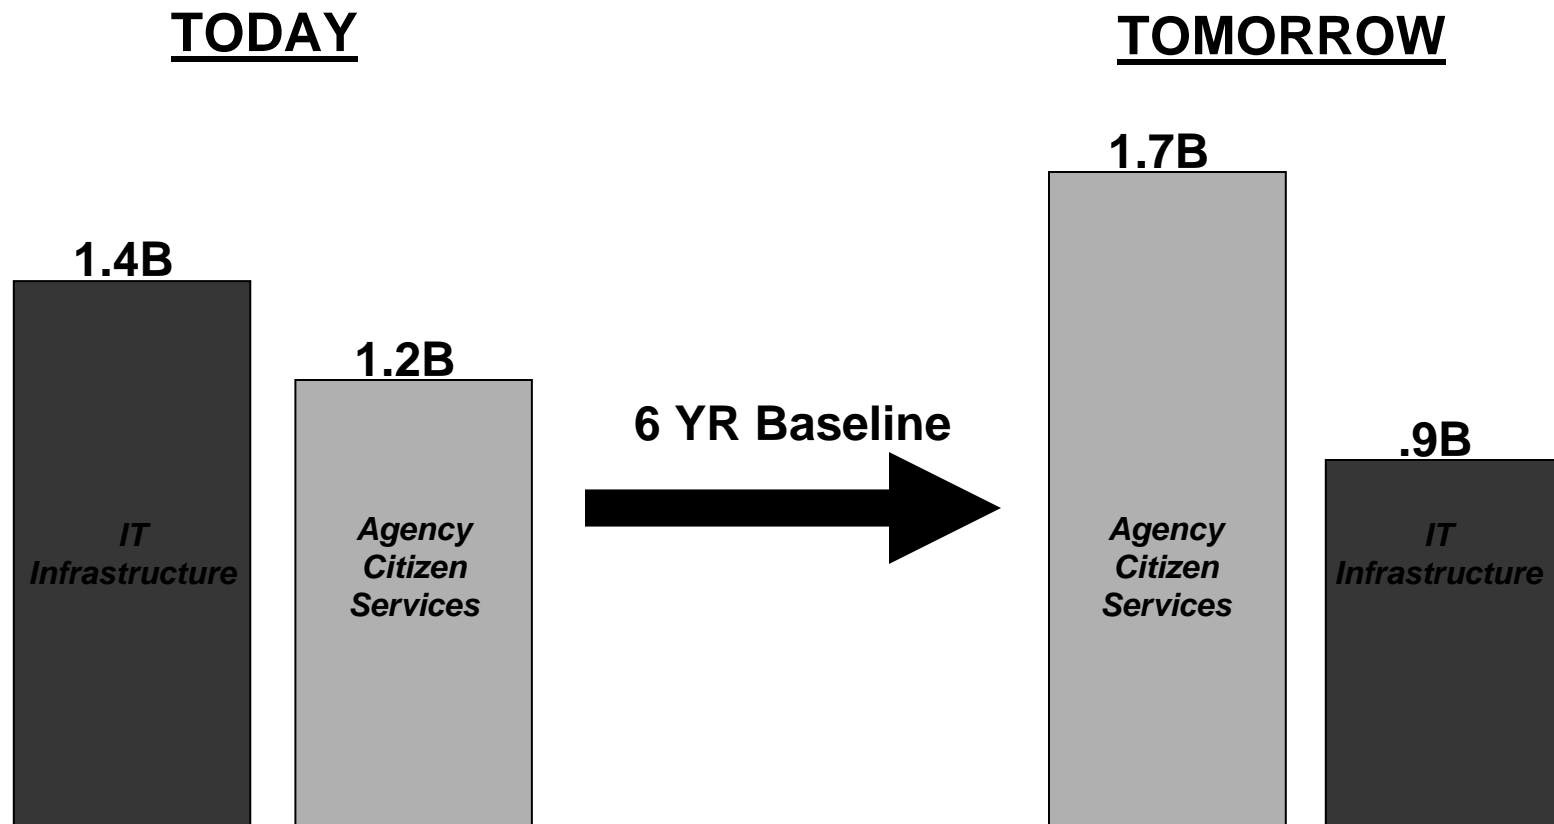 TODAY
TOMORROW
1.4B
1.2B
6 YR Baseline
1.7B
.9B
IT
Infrastructure
Agency
Citizen
Services
Agency
Citizen
Services
IT
Infrastructure